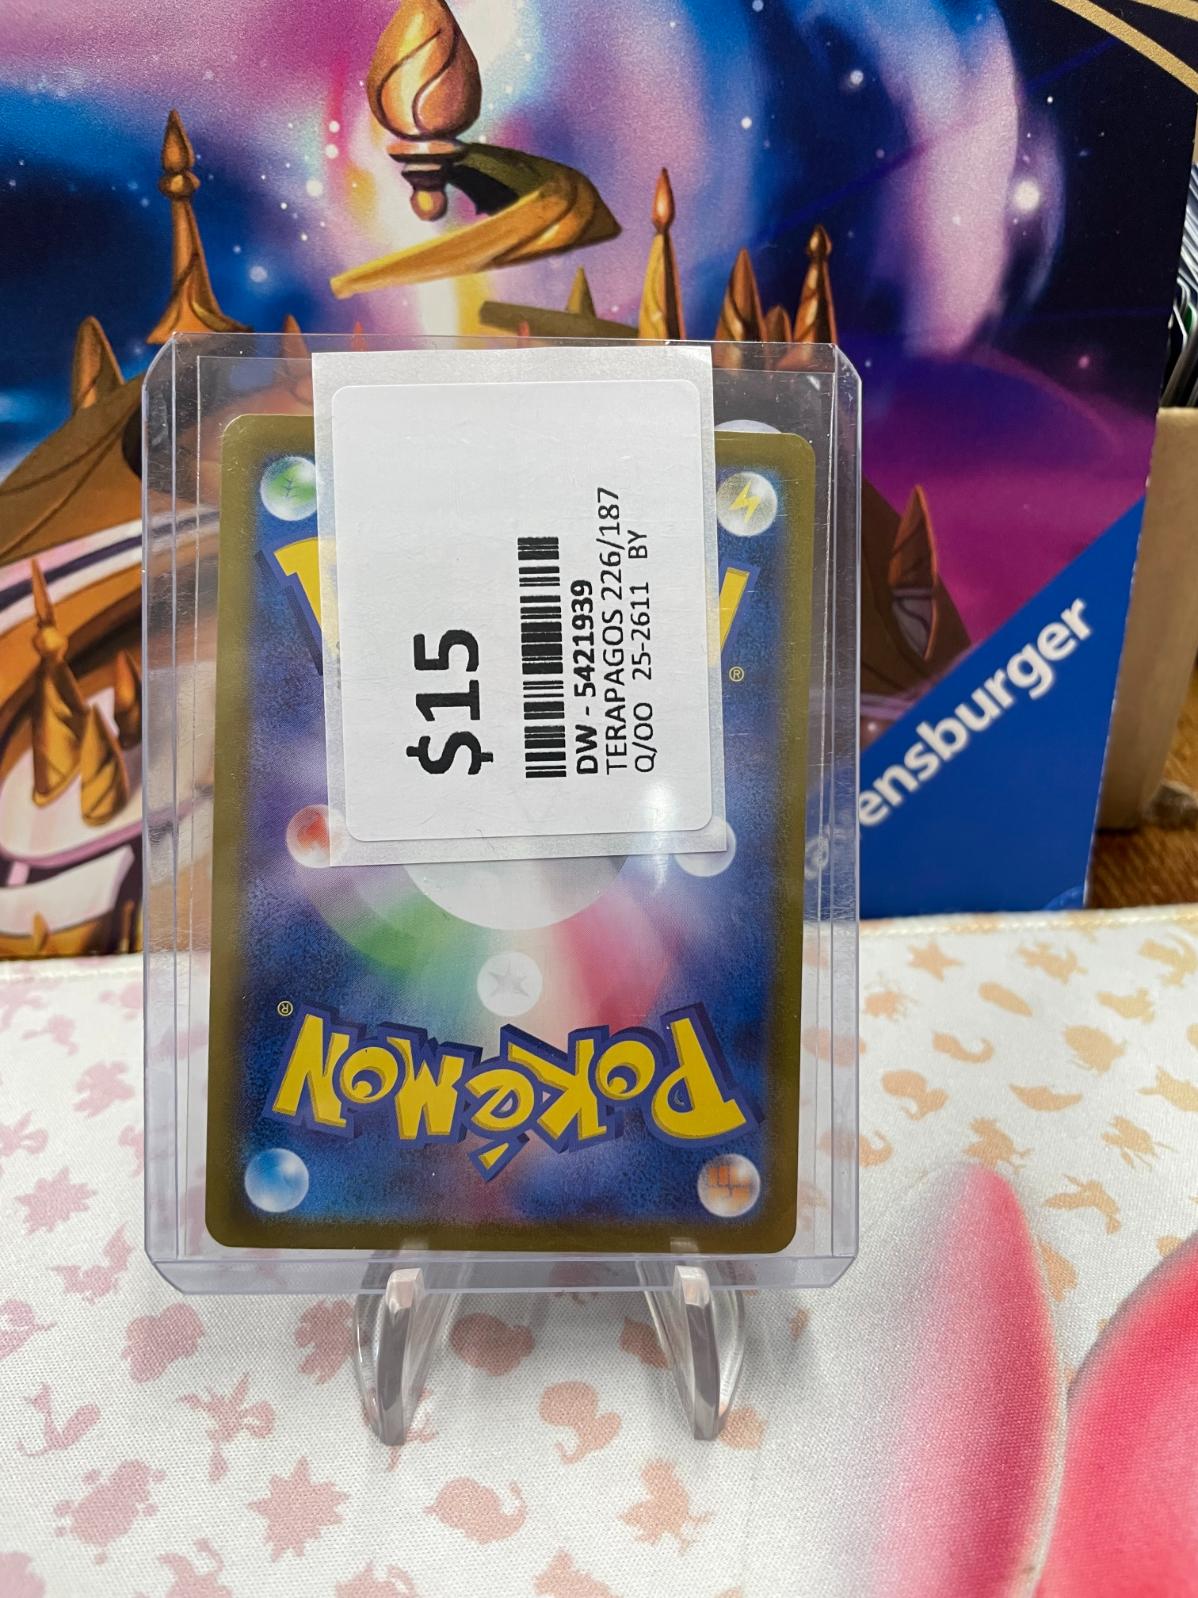 $15
DW - 5421939
TERAPAGOS 226/187
Q/OO 25-2611 BY
®
®
POKéMON
ensburger